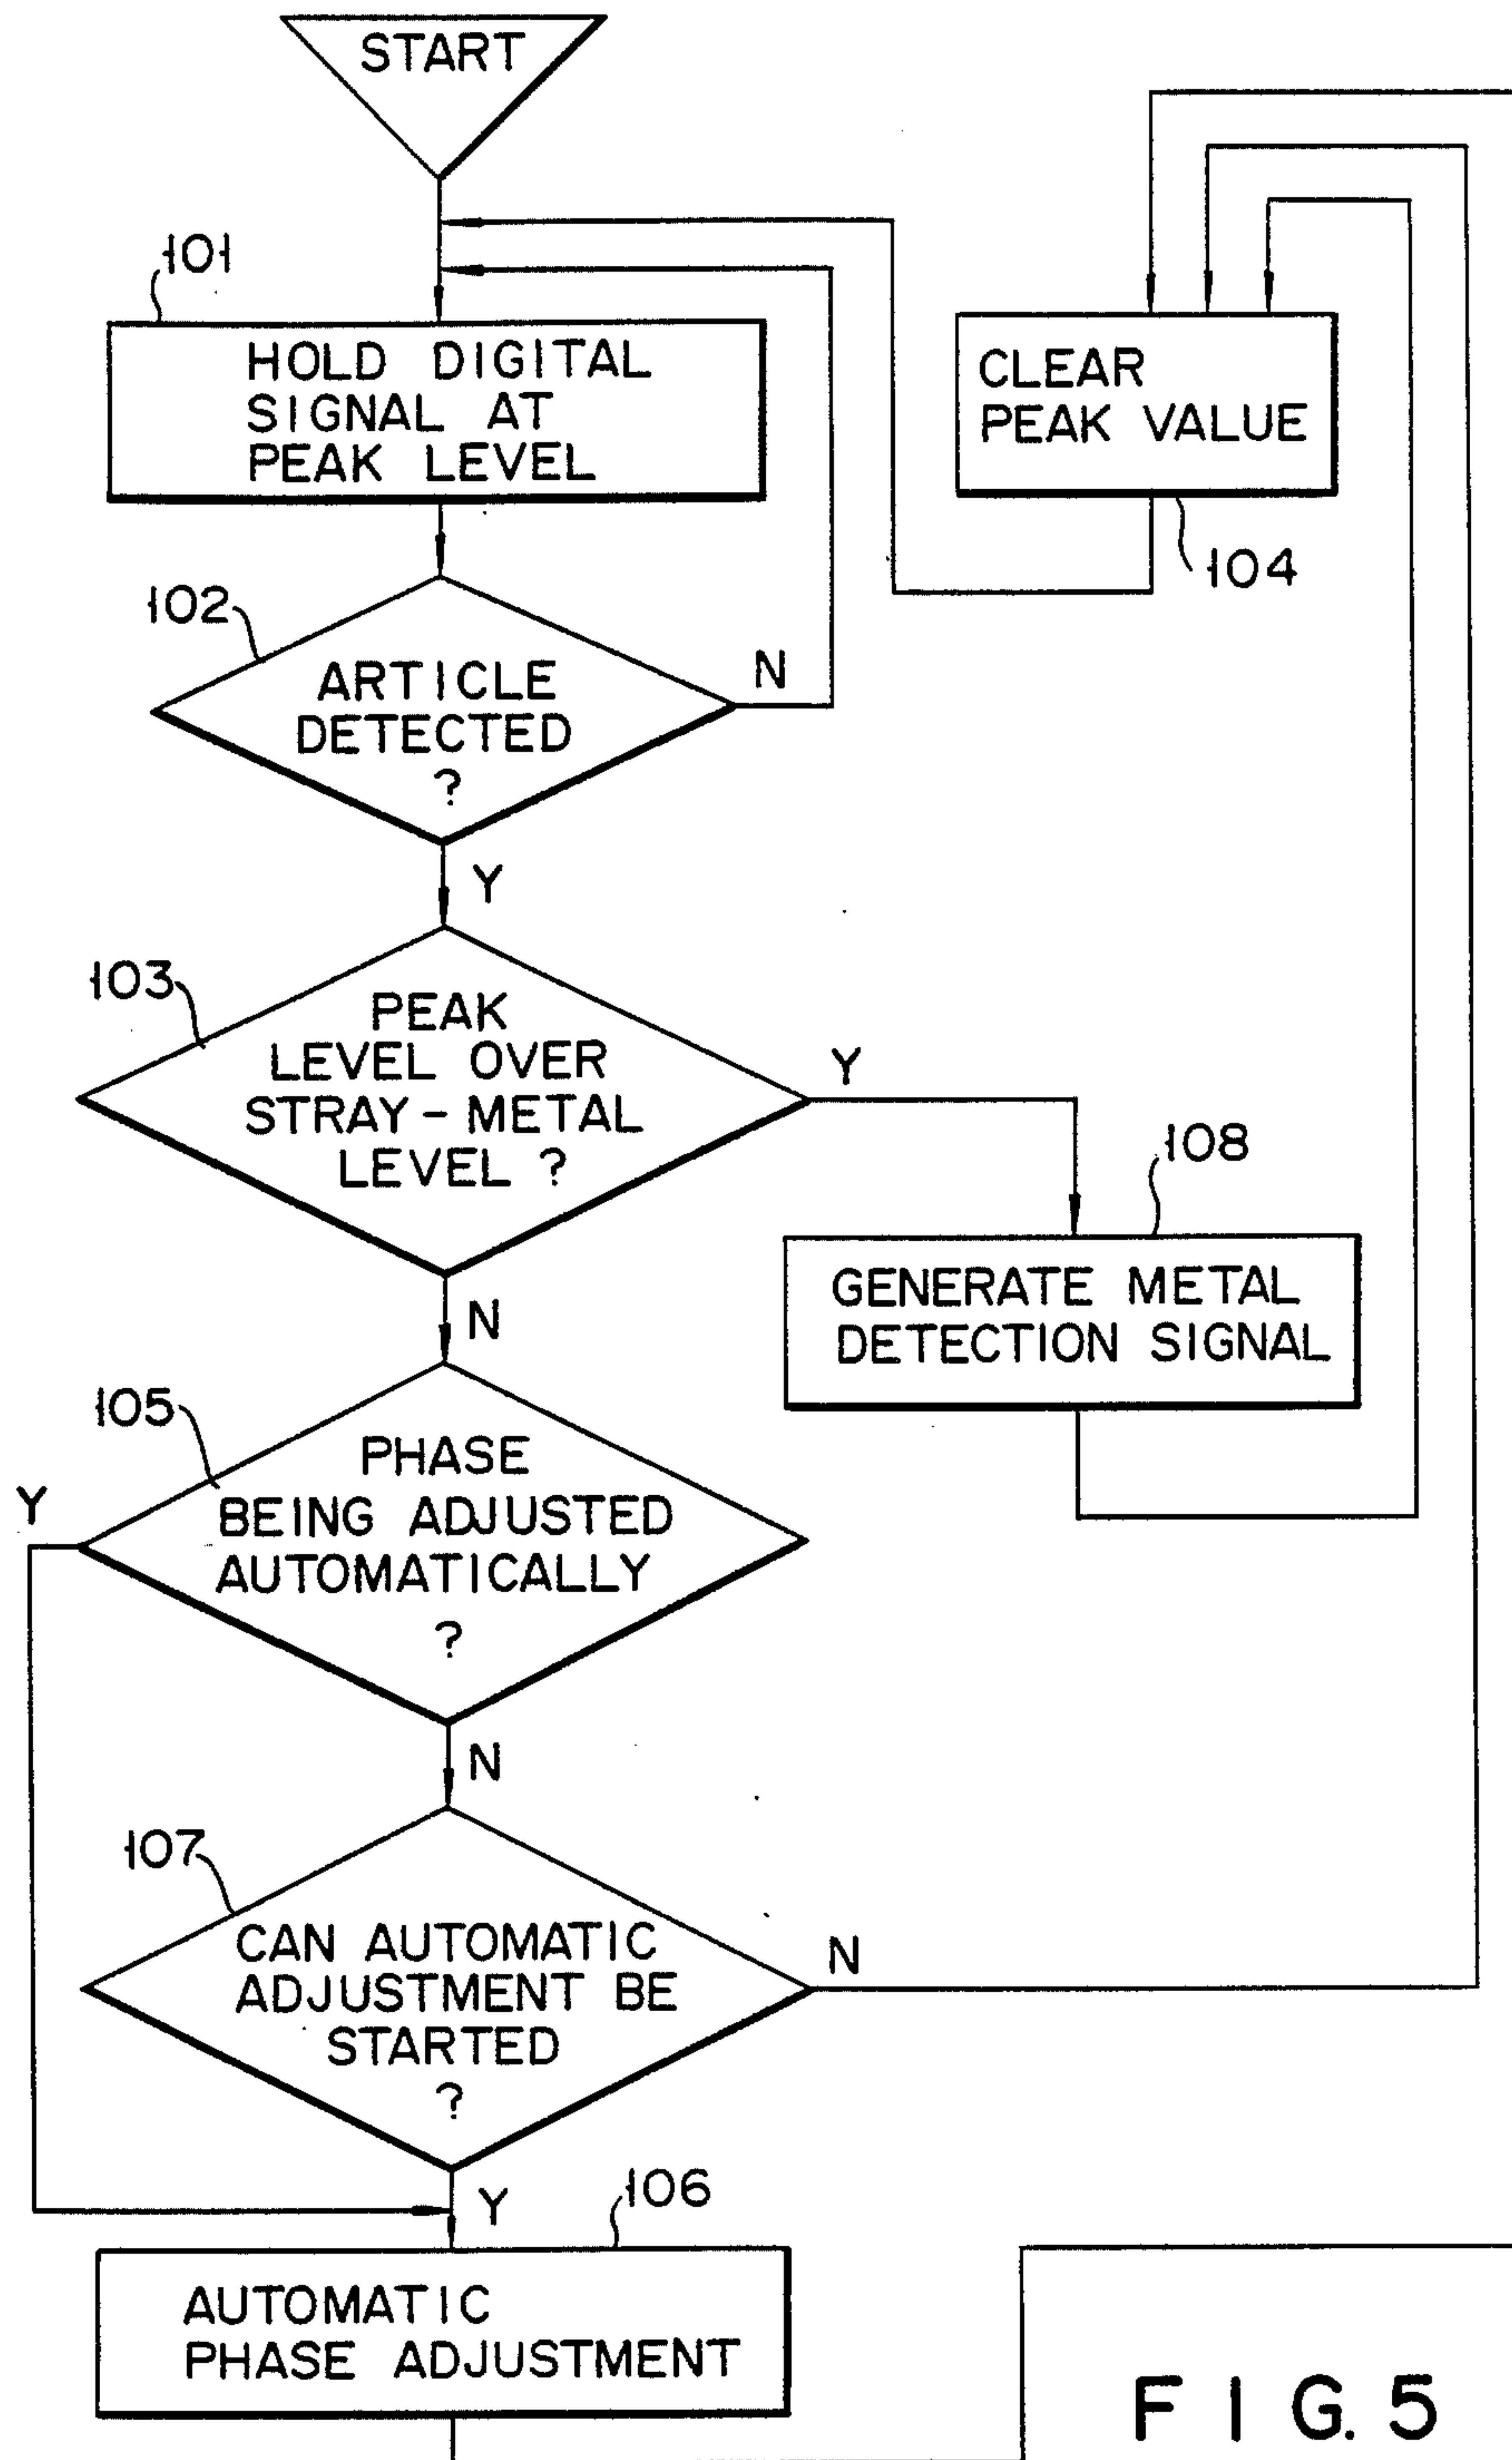 START
101
HOLD DIGITAL
SIGNAL AT
PEAK LEVEL
CLEAR
PEAK VALUE
104
102
ARTICLE
DETECTED
?
N
Y
103
PEAK
LEVEL OVER
STRAY-METAL
LEVEL ?
Y
108
GENERATE METAL
DETECTION SIGNAL
N
105
PHASE
BEING ADJUSTED
AUTOMATICALLY
?
Y
N
107
CAN AUTOMATIC
ADJUSTMENT BE
STARTED
?
N
Y
106
AUTOMATIC
PHASE ADJUSTMENT
FIG. 5